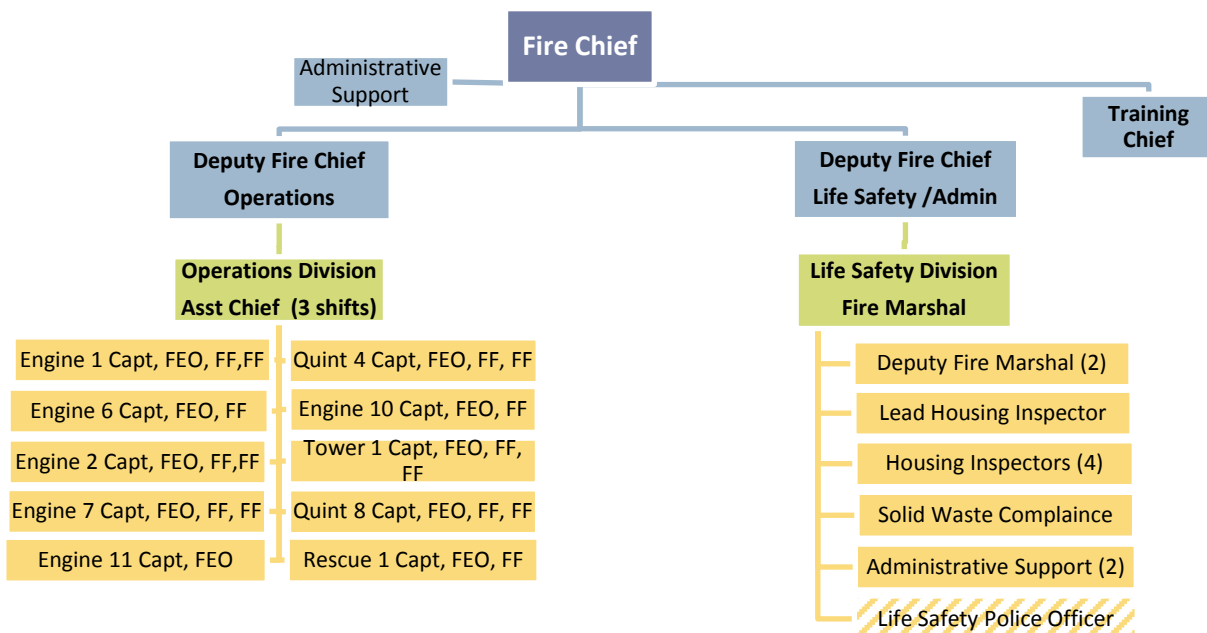 Fire Chief
Administrative
Support
Training
Chief
Deputy Fire Chief
Operations
Deputy Fire Chief
Life Safety /Admin
Operations Division
Asst Chief  (3 shifts)
Life Safety Division
Fire Marshal
Engine 1 Capt, FEO, FF,FF
Quint 4 Capt, FEO, FF, FF
Engine 6 Capt, FEO, FF
Engine 10 Capt, FEO, FF
Engine 2 Capt, FEO, FF,FF
Tower 1 Capt, FEO, FF,
FF
Engine 7 Capt, FEO, FF, FF
Quint 8 Capt, FEO, FF, FF
Engine 11 Capt, FEO
Rescue 1 Capt, FEO, FF
Deputy Fire Marshal (2)
Lead Housing Inspector
Housing Inspectors (4)
Solid Waste Complaince
Administrative Support (2)
Life Safety Police Officer